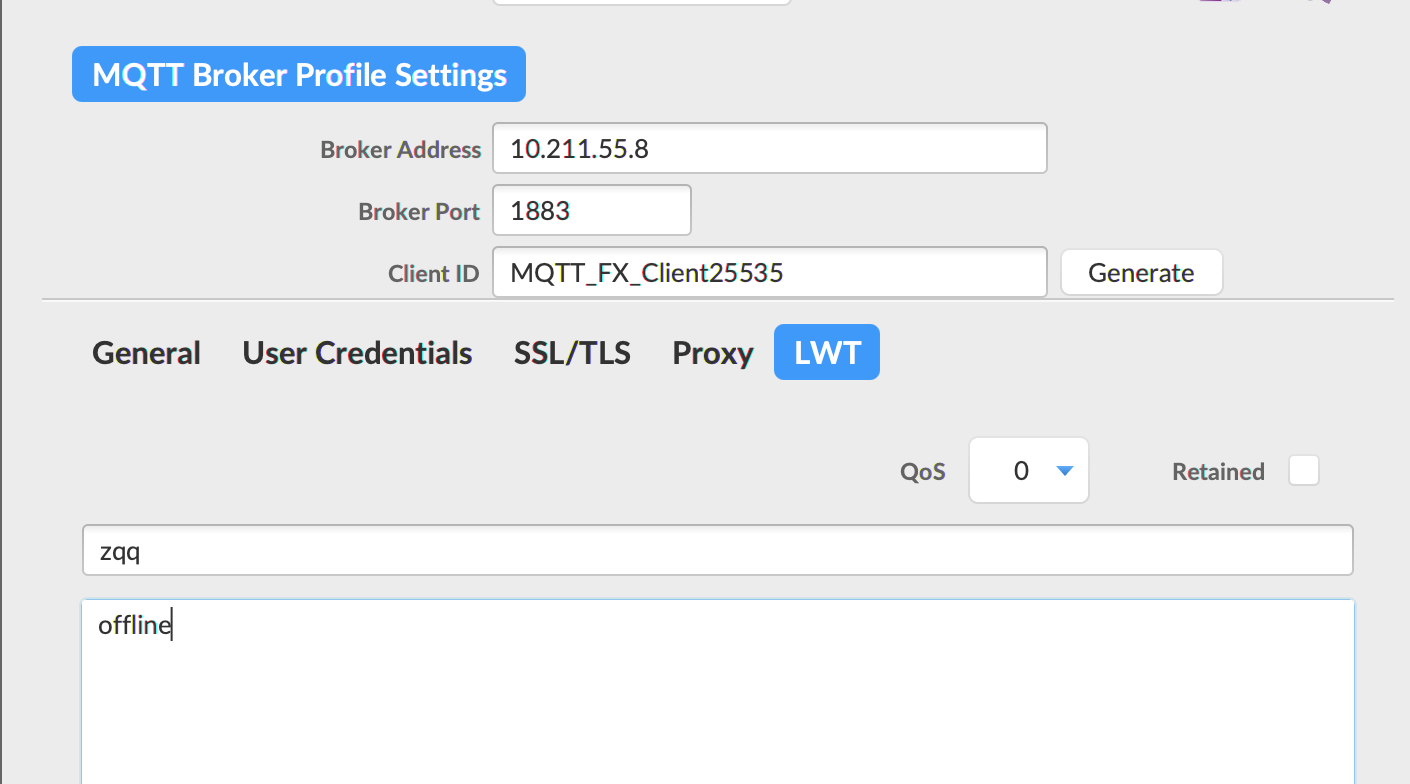 MQTT Broker Profile Settings
Broker Address 10.211.55.8
Broker Port 1883
Client ID MQTT_FX_Client25535 Generate
General User Credentials SSL/TLS Proxy LWT
QoS 0 Retained
zqq
offline